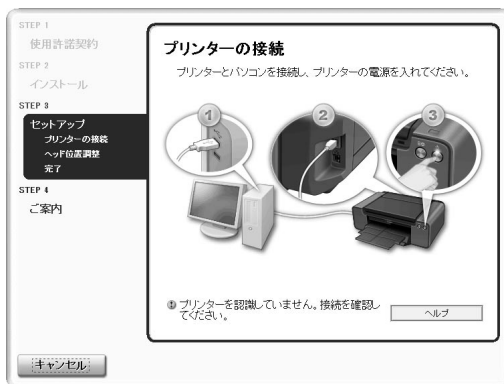 STEP 1
使用許諾契約
STEP 2
インストール
STEP 3
セットアップ
プリンターの接続
ヘッド位置調整
完了
STEP 4
ご案内
プリンターの接続
プリンターとパソコンを接続し、プリンターの電源を入れてください。
1
2
3
プリンターを認識していません。接続を確認し
てください。
ヘルプ
キャンセル